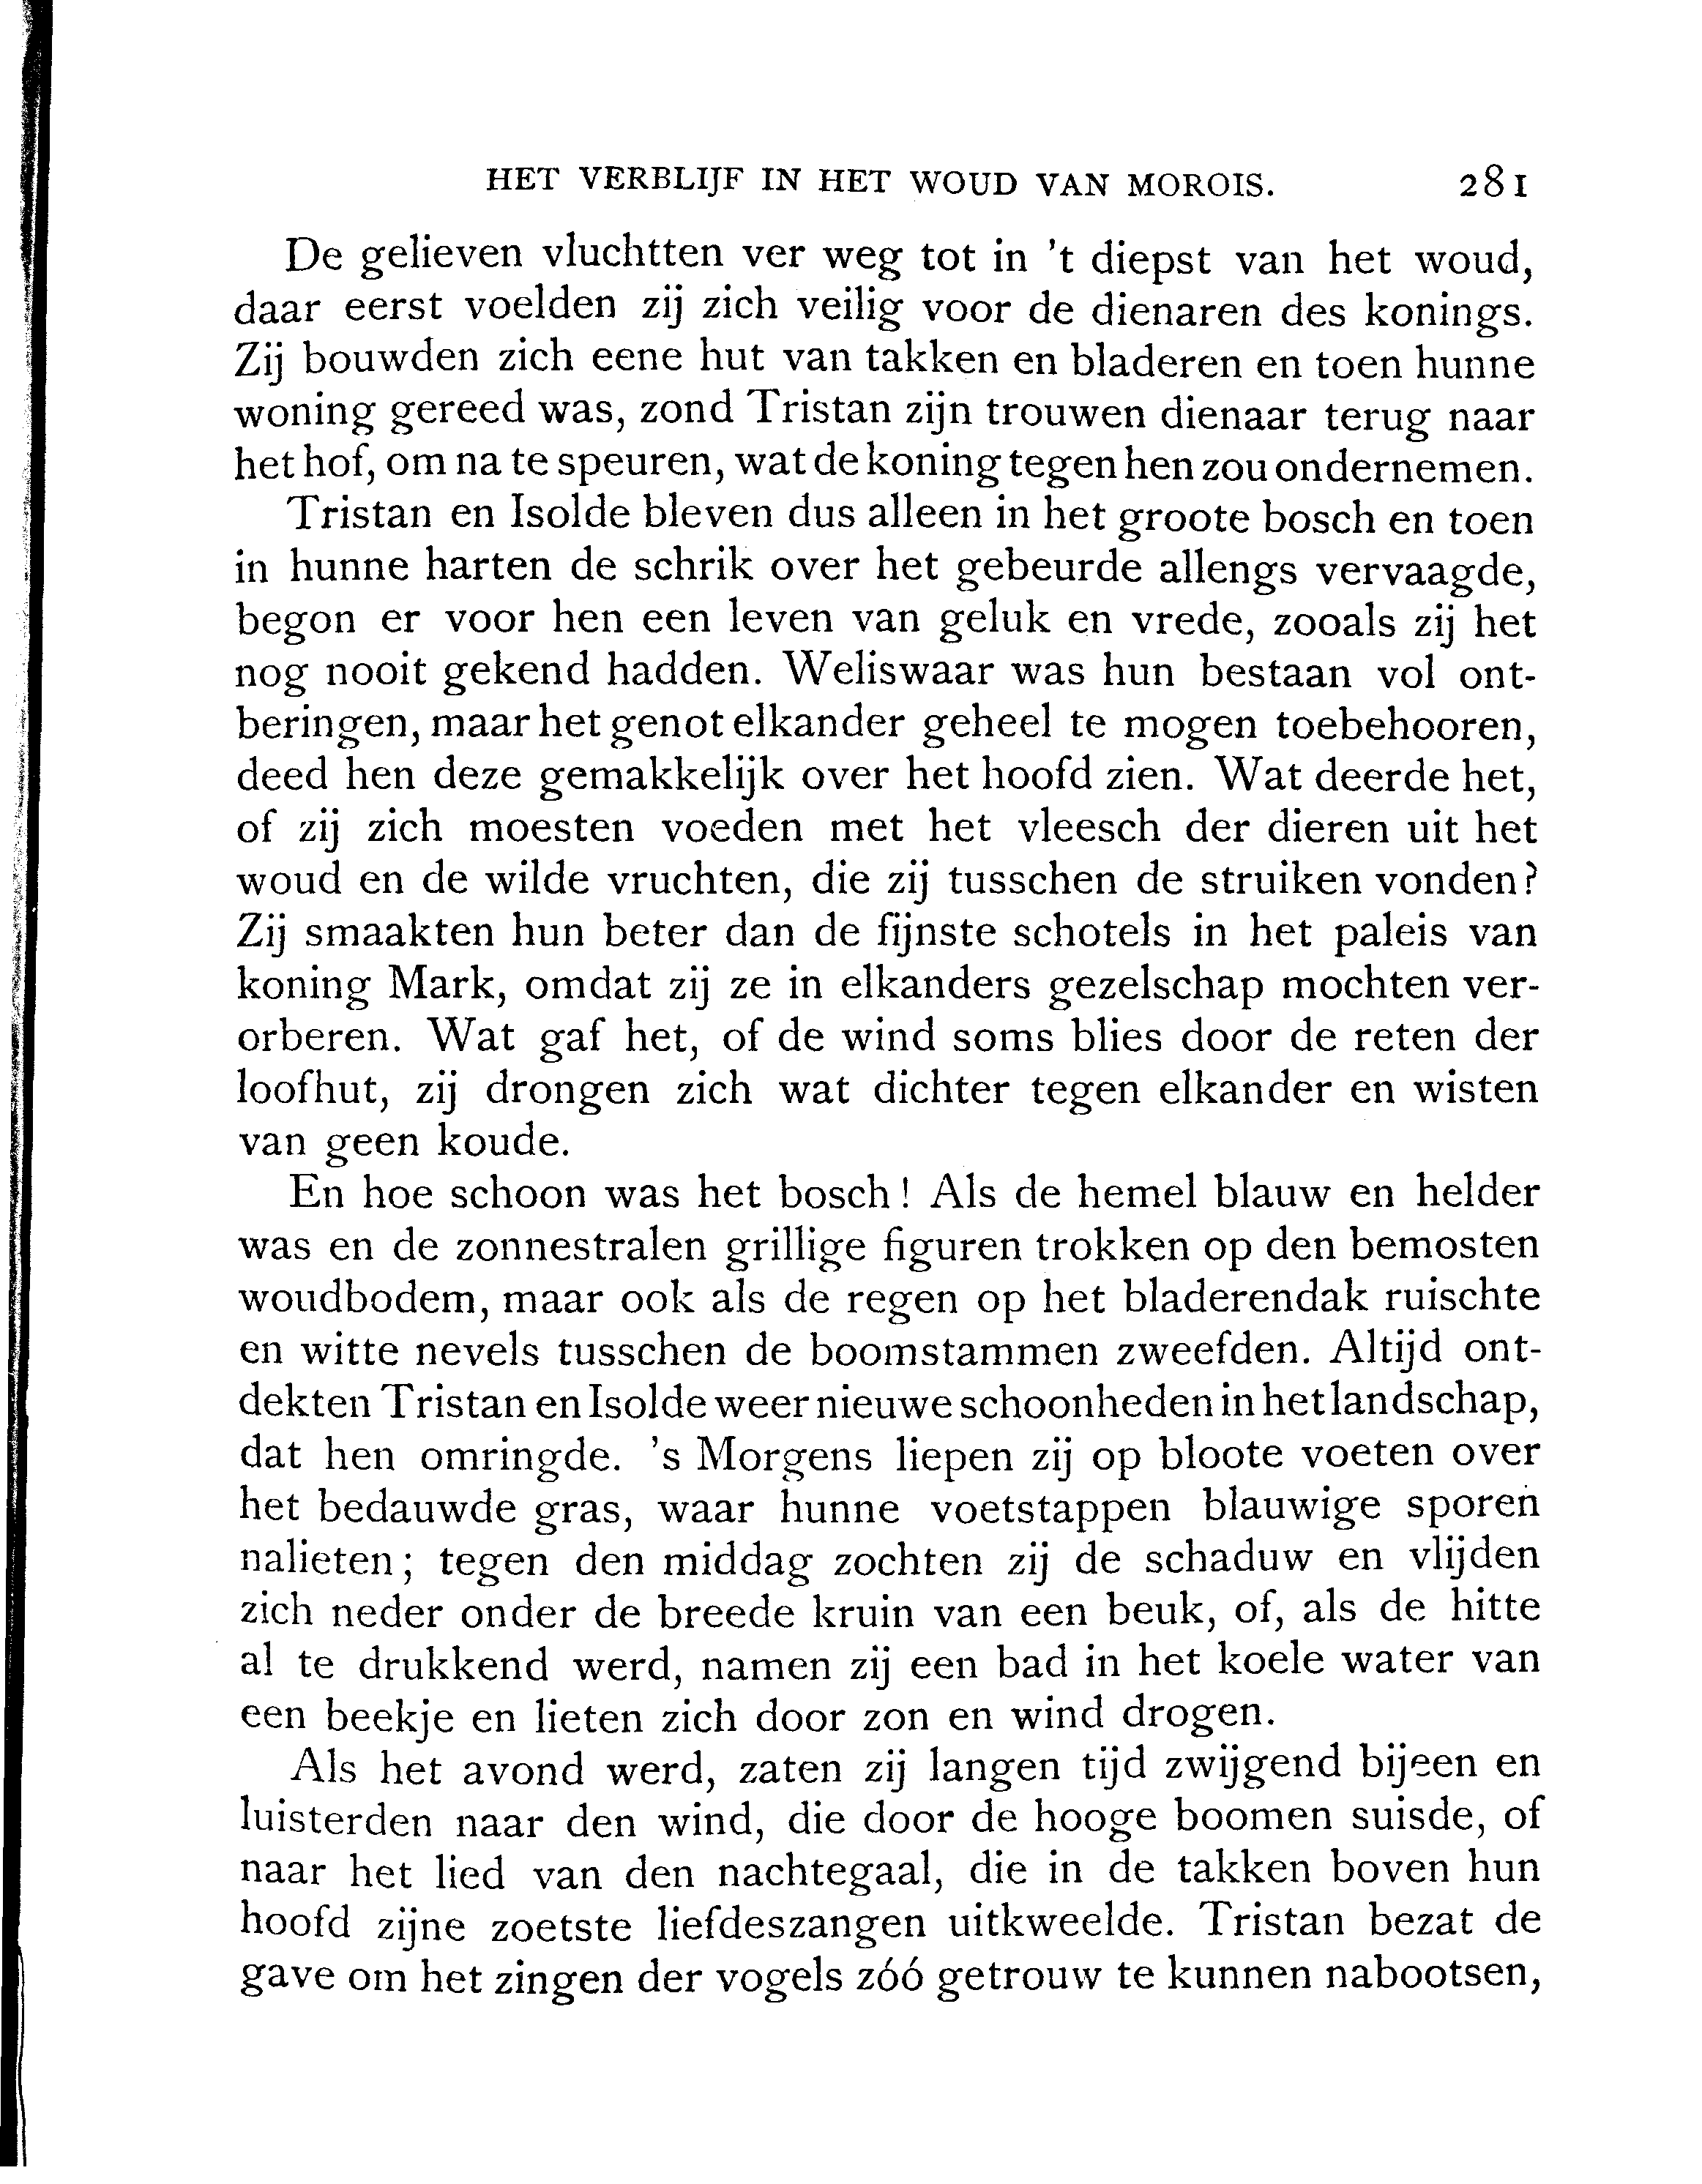 HET VERBLIJF IN HET WOUD VAN MOROIS. 281
De gelieven vluchtten ver weg tot in 't diepst van het woud,
daar eerst voelden zij zich veilig voor de dienaren des konings.
Zij bouwden zich eene hut van takken en bladeren en toen hunne
woning gereed was, zond Tristan zijn trouwen dienaar terug naar
het hof, om na te speuren, wat de koning tegen hen zou ondernemen.
Tristan en Isolde bleven dus alleen in het groote bosch en toen
in hunne harten de schrik over het gebeurde allengs vervaagde,
begon er voor hen een leven van geluk en vrede, zooals zij het
nog nooit gekend hadden. Weliswaar was hun bestaan vol ont-
beringen, maar het genot elkander geheel te mogen toebehooren,
deed hen deze gemakkelijk over het hoofd zien. Wat deerde het,
of zij zich moesten voeden met het vleesch der dieren uit het
woud en de wilde vruchten, die zij tusschen de struiken vonden?
Zij smaakten hun beter dan de fijnste schotels in het paleis van
koning Mark, omdat zij ze in elkanders gezelschap mochten ver-
orberen. Wat gaf het, of de wind soms blies door de reten der
loofhut, zij drongen zich wat dichter tegen elkander en wisten
van geen koude.
En hoe schoon was het bosch! Als de hemel blauw en helder
was en de zonnestralen grillige figuren trokken op den bemosten
woudbodem, maar ook als de regen op het bladerendak ruischte
en witte nevels tusschen de boomstammen zweefden. Altijd ont-
dekten Tristan en Isolde weer nieuwe schoonheden in het landschap,
dat hen omringde. 's Morgens liepen zij op bloote voeten over
het bedauwde gras, waar hunne voetstappen blauwige sporen
nalieten; tegen den middag zochten zij de schaduw en vlijden
zich neder onder de breede kruin van een beuk, of, als de hitte
al te drukkend werd, namen zij een bad in het koele water van
een beekje en lieten zich door zon en wind drogen.
Als het avond werd, zaten zij langen tijd zwijgend bijeen en
luisterden naar den wind, die door de hooge boomen suisde, of
naar het lied van den nachtegaal, die in de takken boven hun
hoofd zijne zoetste liefdeszangen uitkweelde. Tristan bezat de
gave om het zingen der vogels zóó getrouw te kunnen nabootsen,